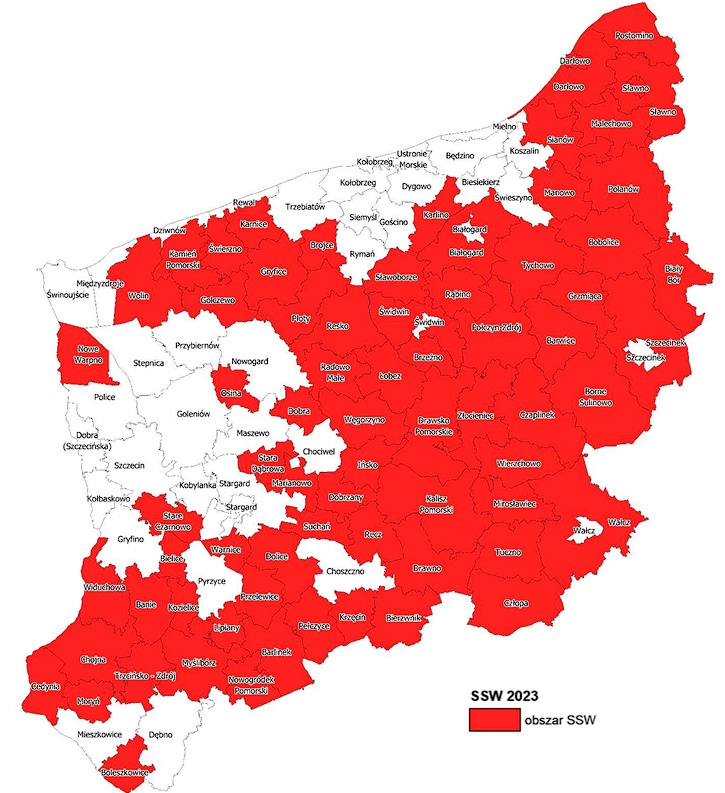 Postomino
Darłowo
Darłowo
Sławno
Sławno
Malechowo
Mielno
Sianów
Koszalin
Ustronie
Morskie
Będzino
Kołobrzeg
Kołobrzeg
Dygowo
Biesiekierz
Świeszyno
Manowo
Polanów
Rewal
Trzebiatów
Siemyśl
Gościno
Karlino
Białogard
Białogard
Dziwnów
Karnice
Świerzno
Brojce
Rymań
Bobolice
Kamień
Pomorski
Gryfice
Sławoborze
Tychowo
Biały
Bór
Międzyzdroje
Świnoujście
Wolin
Golczewo
Rąbino
Grzmiąca
Płoty
Resko
Świdwin
Świdwin
Połczyn-Zdrój
Barwice
Szczecinek
Szczecinek
Nowe
Warpno
Stepnica
Przybiernów
Nowogard
Brzeżno
Radowo
Małe
Łobez
Osina
Police
Goleniów
Dobra
Węgorzyno
Drawsko
Pomorskie
Złocieniec
Czaplinek
Borne
Sulinowo
Dobra
(Szczecińska)
Maszewo
Chociwel
Szczecin
Stara
Dąbrowa
Ińsko
Wierzchowo
Kołbaskowo
Kobylanka
Stargard
Stargard
Marianowo
Dobrzany
Kalisz
Pomorski
Mirosławiec
Stare
Czarnowo
Suchań
Wałcz
Wałcz
Gryfino
Bielice
Warnice
Dolice
Recz
Tuczno
Widuchowa
Pyrzyce
Choszczno
Drawno
Banie
Kozielice
Przelewice
Człopa
Lipiany
Pełczyce
Krzęcin
Bierzwnik
Chojna
Myślibórz
Barlinek
Cedynia
Trzcińsko - Zdrój
Nowogródek
Pomorski
Moryń
Mieszkowice
Dębno
Boleszkowice
SSW 2023
obszar SSW